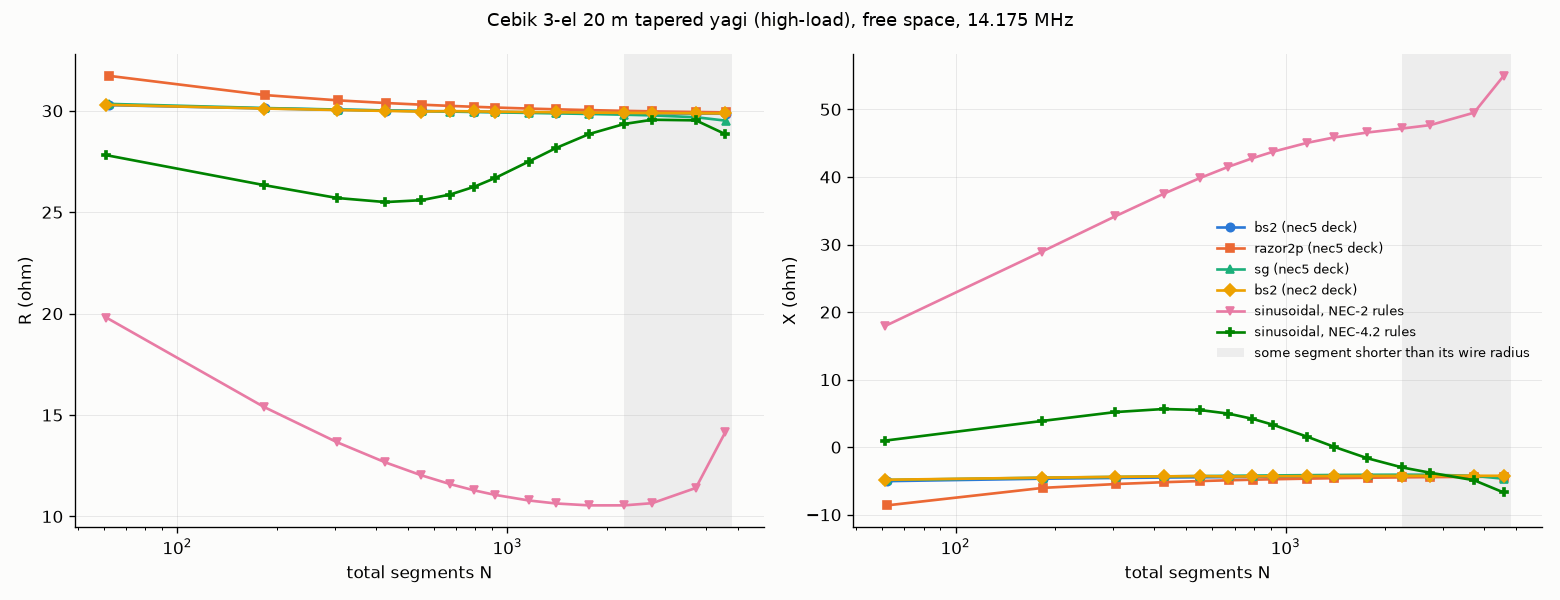 Cebik 3-el 20 m tapered yagi (high-load), free space, 14.175 MHz
R (ohm)
30
25
20
15
10
10²
10³
total segments N
X (ohm)
50
40
30
20
10
0
−10
10²
10³
total segments N
bs2 (nec5 deck)
razor2p (nec5 deck)
sg (nec5 deck)
bs2 (nec2 deck)
sinusoidal, NEC-2 rules
sinusoidal, NEC-4.2 rules
some segment shorter than its wire radius